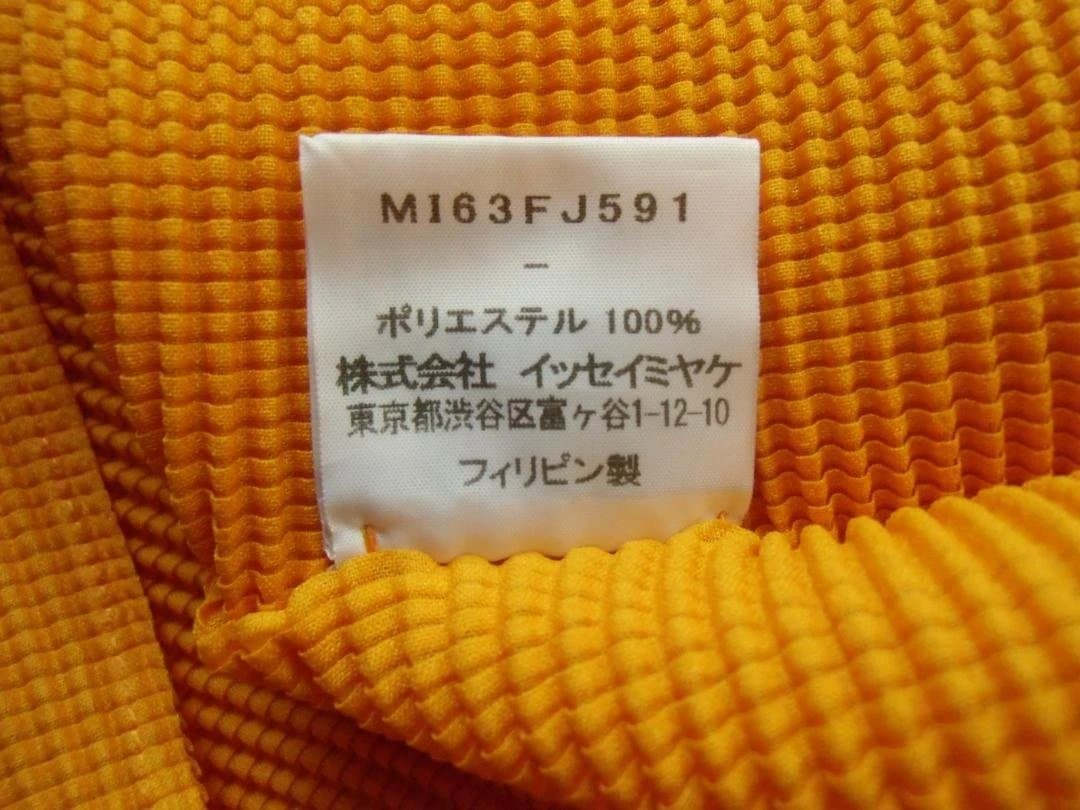 MI63FJ591
—
ポリエステル 100%
株式会社 イッセイミヤケ
東京都渋谷区富ヶ谷1-12-10
フィリピン製